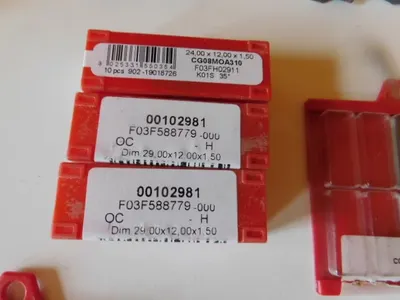 24,00 x 12,00 x 1,50
CG08MOA310
F03FH02911
K01S 35°
10 pcs 902-19018726
00102981
F03F588779 -000
OC - H
Dim.29,00x12,00x1,50
00102981
F03F588779 -000
OC - H
Dim.29,00x12,00x1,50